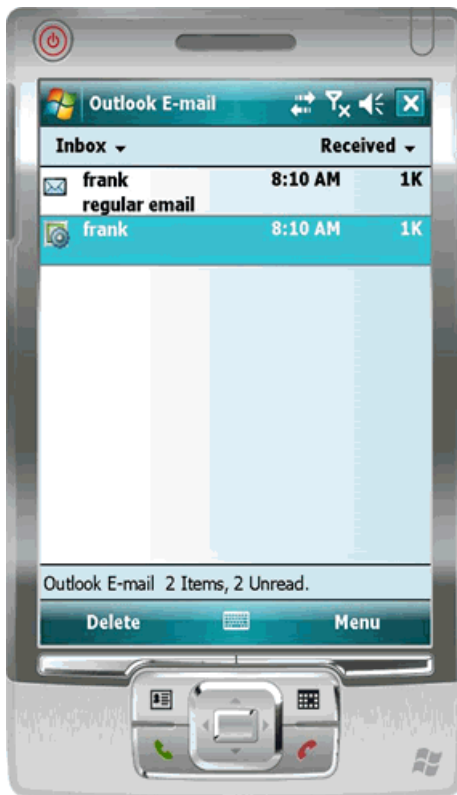 Outlook E-mail
Inbox Received
frank 8:10 AM 1K
regular email
frank 8:10 AM 1K
Outlook E-mail 2 Items, 2 Unread.
Delete Menu